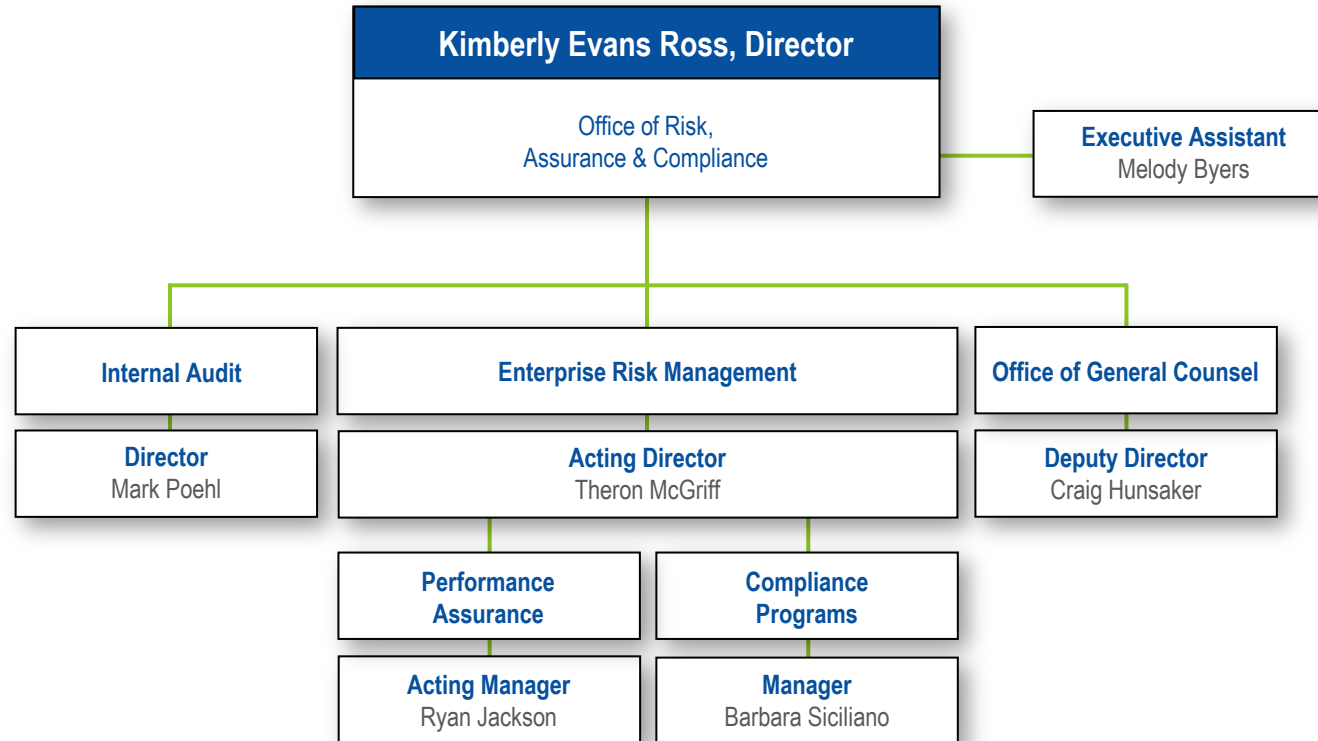 Kimberly Evans Ross, Director
Office of Risk,
Assurance & Compliance
Executive Assistant
Melody Byers
Internal Audit
Director
Mark Poehl
Enterprise Risk Management
Acting Director
Theron McGriff
Office of General Counsel
Deputy Director
Craig Hunsaker
Performance
Assurance
Acting Manager
Ryan Jackson
Compliance
Programs
Manager
Barbara Siciliano